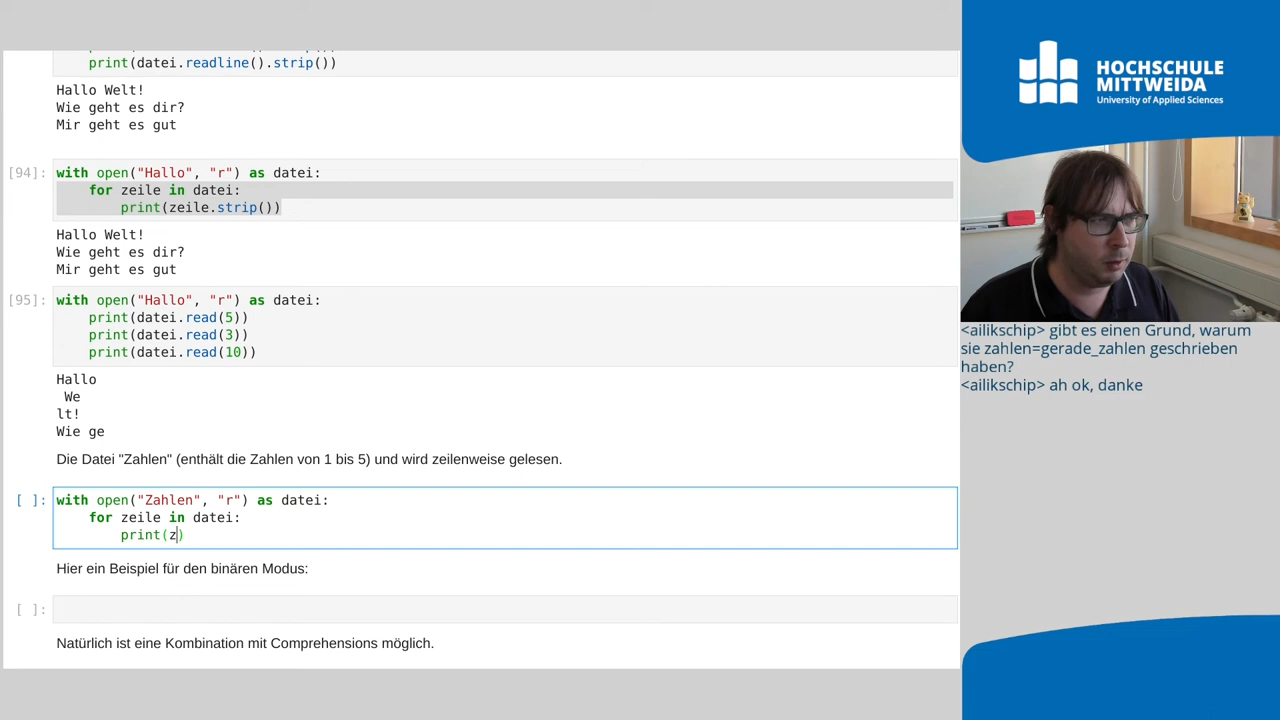 print(datei.readline().strip())
Hallo Welt!
Wie geht es dir?
Mir geht es gut
[94]: with open("Hallo", "r") as datei:
for zeile in datei:
print(zeile.strip())
Hallo Welt!
Wie geht es dir?
Mir geht es gut
[95]: with open("Hallo", "r") as datei:
print(datei.read(5))
print(datei.read(3))
print(datei.read(10))
Hallo
We
lt!
Wie ge
Die Datei "Zahlen" (enthält die Zahlen von 1 bis 5) und wird zeilenweise gelesen.
[ ]: with open("Zahlen", "r") as datei:
for zeile in datei:
print(z)
Hier ein Beispiel für den binären Modus:
[ ]:
Natürlich ist eine Kombination mit Comprehensions möglich.
HOCHSCHULE
MITTWEIDA
University of Applied Sciences
<ailikschip> gibt es einen Grund, warum
sie zahlen=gerade_zahlen geschrieben
haben?
<ailikschip> ah ok, danke